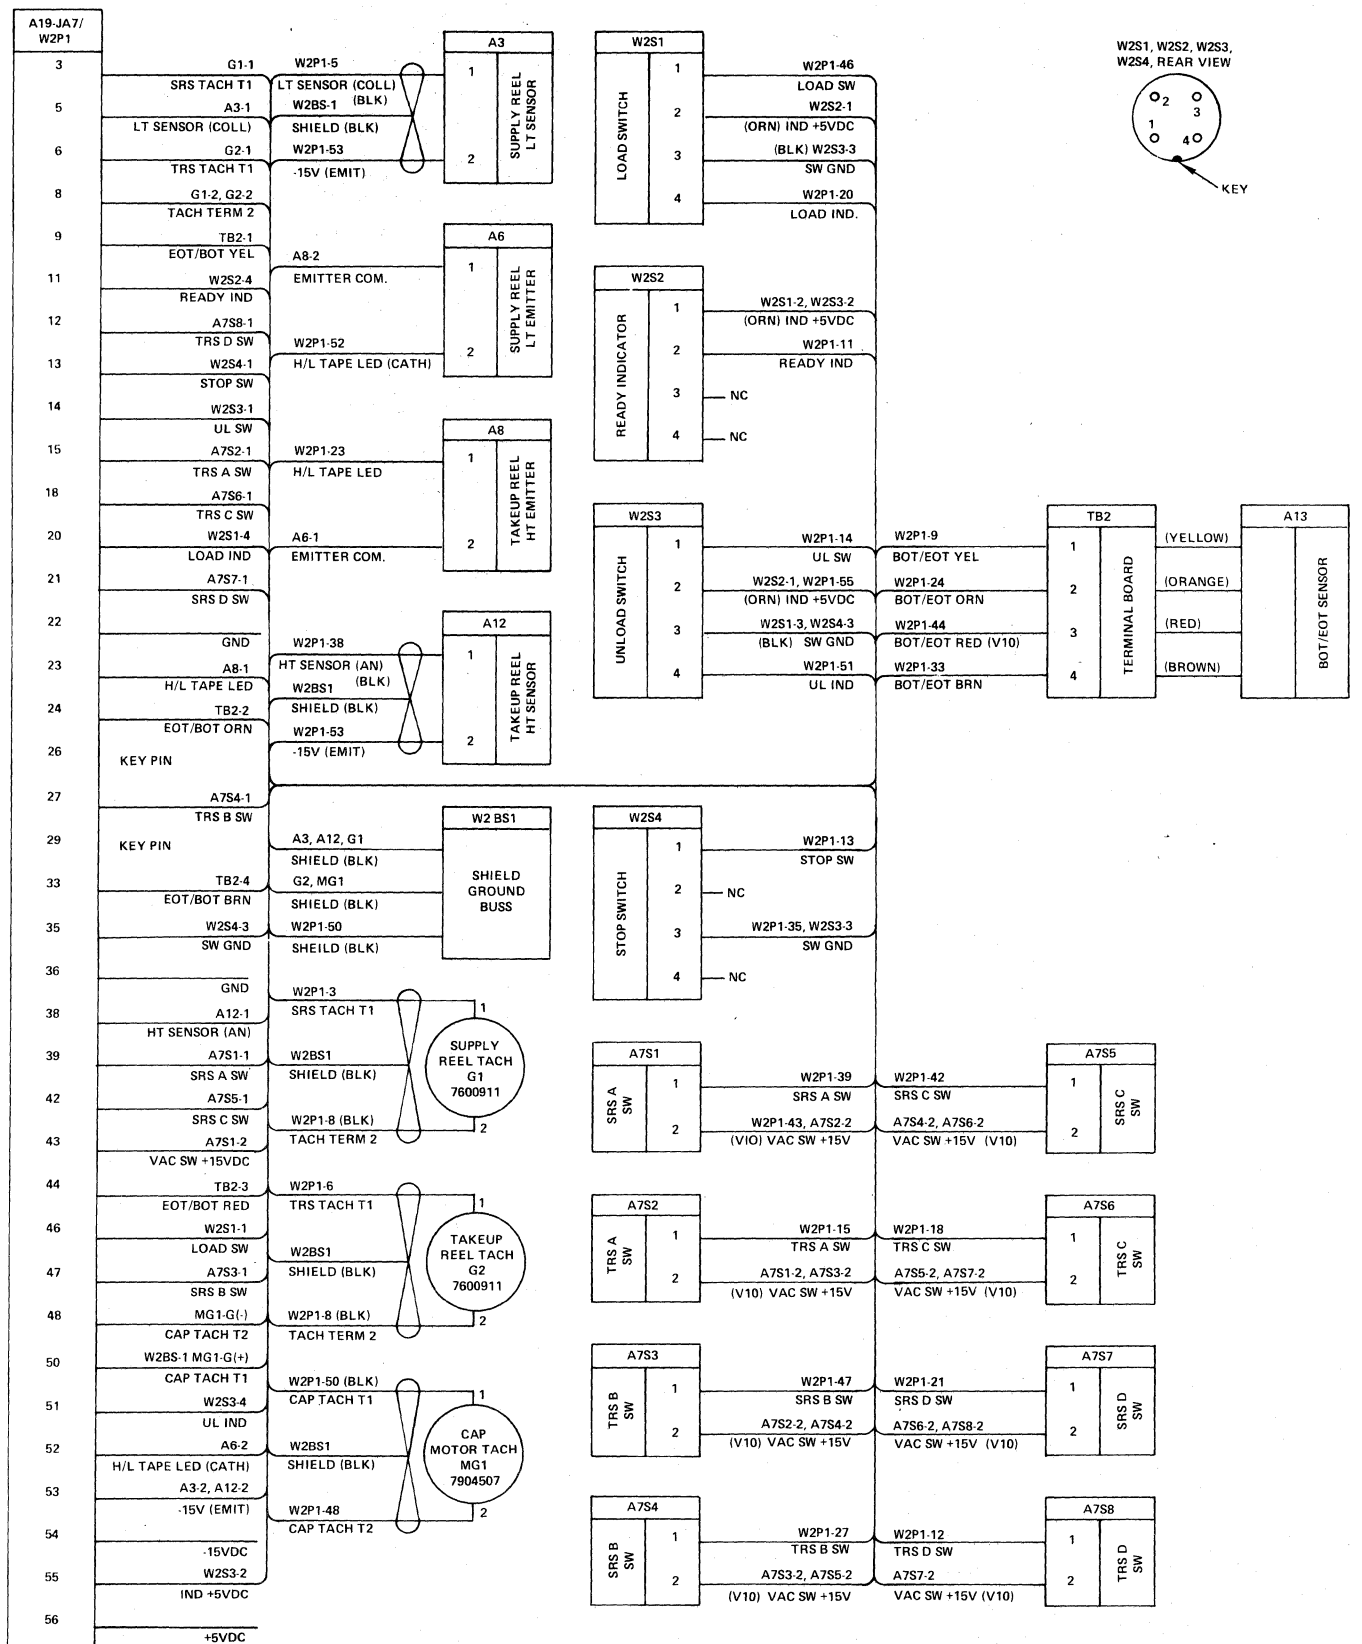 A19-JA7/
W2P1
3
G1-1
SRS TACH T1
5
A3-1
LT SENSOR (COLL)
6
G2-1
TRS TACH T1
8
G1-2, G2-2
TACH TERM 2
9
TB2-1
EOT/BOT YEL
11
W2S2-4
READY IND
12
A7S8-1
TRS D SW
13
W2S4-1
STOP SW
14
W2S3-1
UL SW
15
A7S2-1
TRS A SW
18
A7S6-1
TRS C SW
20
W2S1-4
LOAD IND
21
A7S7-1
SRS D SW
22
GND
23
A8-1
H/L TAPE LED
24
TB2-2
EOT/BOT ORN
26
KEY PIN
27
A7S4-1
TRS B SW
29
KEY PIN
33
TB2-4
EOT/BOT BRN
35
W2S4-3
SW GND
36
GND
38
A12-1
HT SENSOR (AN)
39
A7S1-1
SRS A SW
42
A7S5-1
SRS C SW
43
A7S1-2
VAC SW +15VDC
44
TB2-3
EOT/BOT RED
46
W2S1-1
LOAD SW
47
A7S3-1
SRS B SW
48
MG1-G(-)
CAP TACH T2
50
W2BS-1 MG1-G(+)
CAP TACH T1
51
W2S3-4
UL IND
52
A6-2
H/L TAPE LED (CATH)
53
A3-2, A12-2
-15V (EMIT)
54
-15VDC
55
W2S3-2
IND +5VDC
56
+5VDC
A3
W2P1-5
1
LT SENSOR (COLL)
(BLK)
W2BS-1
SHIELD (BLK)
W2P1-53
2
-15V (EMIT)
SUPPLY REEL
LT SENSOR
A6
A8-2
1
EMITTER COM.
W2P1-52
2
H/L TAPE LED (CATH)
SUPPLY REEL
LT EMITTER
A8
W2P1-23
1
H/L TAPE LED
A6-1
2
EMITTER COM.
TAKEUP REEL
HT EMITTER
A12
W2P1-38
1
HT SENSOR (AN)
(BLK)
W2BS1
SHIELD (BLK)
W2P1-53
2
-15V (EMIT)
TAKEUP REEL
HT SENSOR
W2 BS1
A3, A12, G1
SHIELD (BLK)
G2, MG1
SHIELD (BLK)
W2P1-50
SHEILD (BLK)
SHIELD
GROUND
BUSS
W2P1-3
1
SRS TACH T1
W2BS1
SHIELD (BLK)
W2P1-8 (BLK)
2
TACH TERM 2
SUPPLY
REEL TACH
G1
7600911
W2P1-6
1
TRS TACH T1
W2BS1
SHIELD (BLK)
W2P1-8 (BLK)
2
TACH TERM 2
TAKEUP
REEL TACH
G2
7600911
W2P1-50 (BLK)
1
CAP TACH T1
W2BS1
SHIELD (BLK)
W2P1-48
2
CAP TACH T2
CAP
MOTOR TACH
MG1
7904507
W2S1
LOAD SWITCH
1
W2P1-46
LOAD SW
2
W2S2-1
(ORN) IND +5VDC
3
(BLK) W2S3-3
SW GND
4
W2P1-20
LOAD IND.
W2S2
READY INDICATOR
1
W2S1-2, W2S3-2
(ORN) IND +5VDC
2
W2P1-11
READY IND
3
NC
4
NC
W2S3
UNLOAD SWITCH
1
W2P1-14
UL SW
2
W2S2-1, W2P1-55
(ORN) IND +5VDC
3
W2S1-3, W2S4-3
(BLK) SW GND
4
W2P1-51
UL IND
W2S4
STOP SWITCH
1
W2P1-13
STOP SW
2
NC
3
W2P1-35, W2S3-3
SW GND
4
NC
A7S1
SRS A
SW
1
W2P1-39
SRS A SW
2
W2P1-43, A7S2-2
(VIO) VAC SW +15V
A7S2
TRS A
SW
1
W2P1-15
TRS A SW
2
A7S1-2, A7S3-2
(V10) VAC SW +15V
A7S3
TRS B
SW
1
W2P1-47
SRS B SW
2
A7S2-2, A7S4-2
(V10) VAC SW +15V
A7S4
SRS B
SW
1
W2P1-27
TRS B SW
2
A7S3-2, A7S5-2
(V10) VAC SW +15V
W2S1, W2S2, W2S3,
W2S4, REAR VIEW
2
3
1
4
KEY
TB2
TERMINAL BOARD
W2P1-9
1
BOT/EOT YEL
W2P1-24
2
BOT/EOT ORN
W2P1-44
3
BOT/EOT RED (V10)
W2P1-33
4
BOT/EOT BRN
(YELLOW)
(ORANGE)
(RED)
(BROWN)
A13
BOT/EOT SENSOR
A7S5
W2P1-42
1
SRS C SW
A7S4-2, A7S6-2
2
VAC SW +15V (V10)
SRS C
SW
A7S6
W2P1-18
1
TRS C SW
A7S5-2, A7S7-2
2
VAC SW +15V (V10)
TRS C
SW
A7S7
W2P1-21
1
SRS D SW
A7S6-2, A7S8-2
2
VAC SW +15V (V10)
SRS D
SW
A7S8
W2P1-12
1
TRS D SW
A7S7-2
2
VAC SW +15V (V10)
TRS D
SW